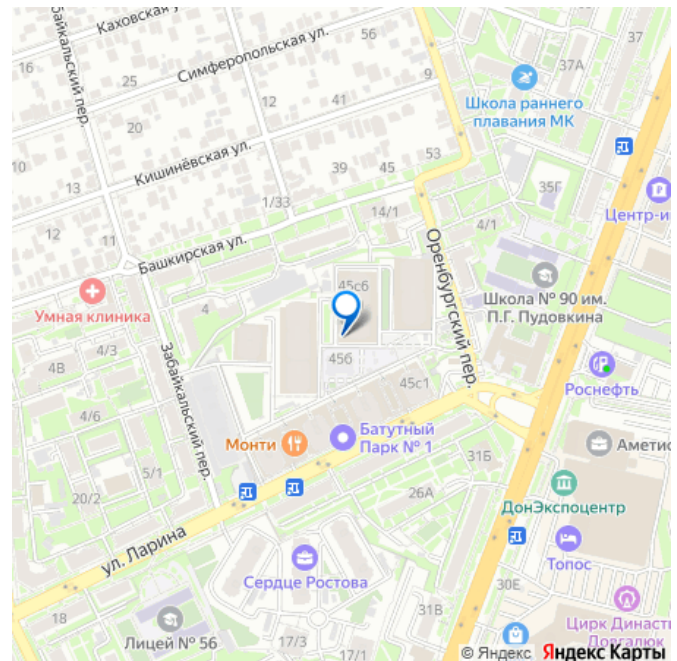 Каховская
56
37
Симферопольская ул.
16
37А
25
9
Забайкальский пер.
12
41
Школа раннего
плавания МК
20
Кишинёвская ул.
53
10
39
45
13
1/33
35Г
14/1
Центр-и
12
4/1
11
Башкирская ул.
Оренбургский пер.
45с6
Школа № 90 им.
П.Г. Пудовкина
Умная клиника
4
45б
4/3
4В
45с1
Роснефть
Забайкальский пер.
4/6
Монти
Батутный
Парк № 1
Аметис
5/1
31Б
20/2
26А
ДонЭкспоцентр
ул. Ларина
Топос
Сердце Ростова
30Е
18
31В
Цирк Династ
Довгалюк
Лицей № 56
17/3
17/1
© Яндекс Яндекс Карты